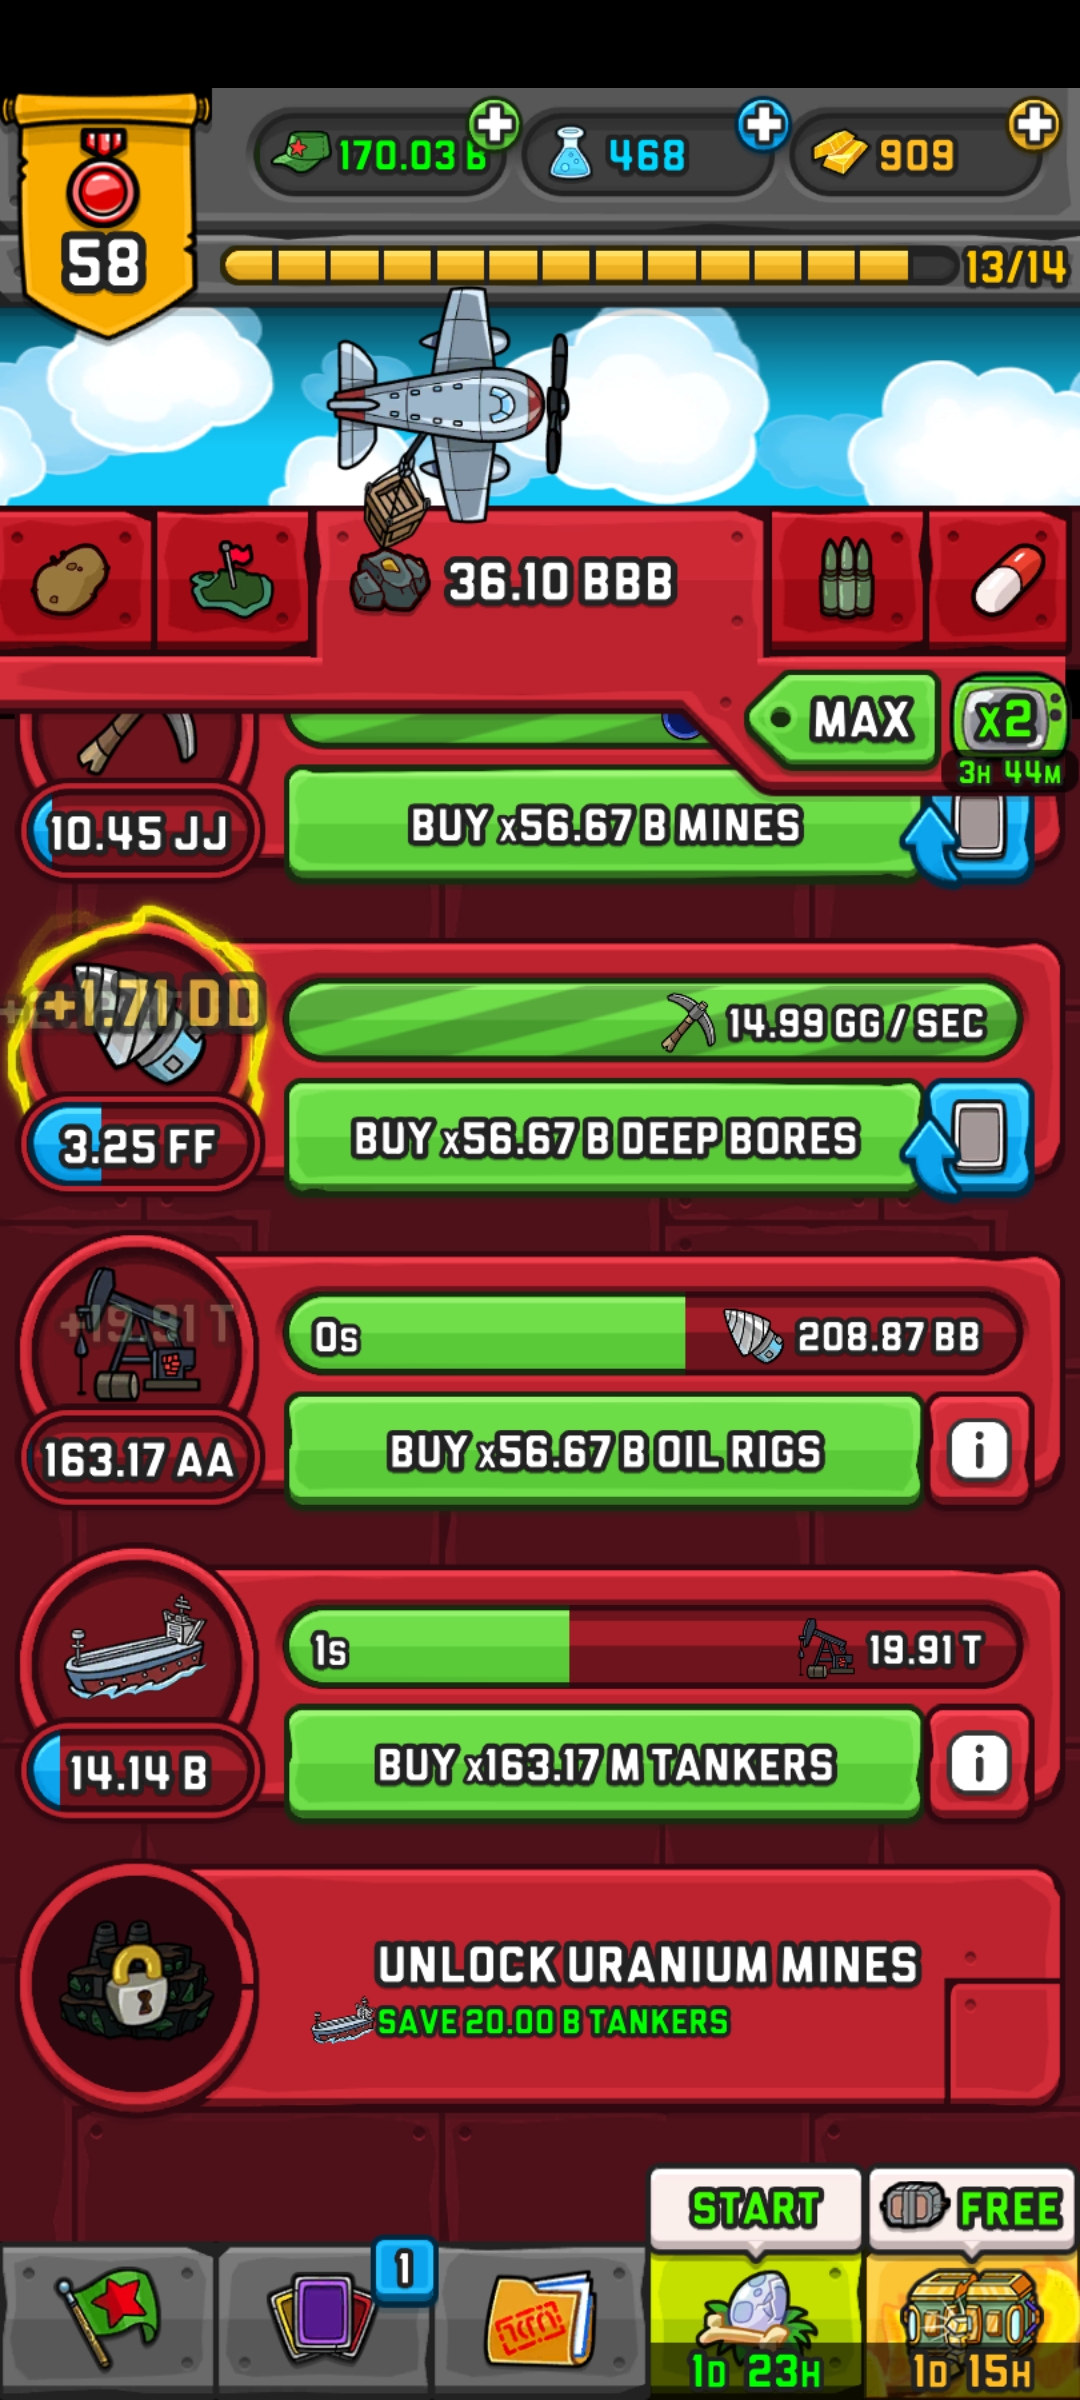 170.03 B
468
909
58
13/14
36.10 BBB
MAX
x2
3H 44M
10.45 JJ
BUY x56.67 B MINES
+1.71 DD
14.99 GG / SEC
3.25 FF
BUY x56.67 B DEEP BORES
+19.91 T
0s
208.87 BB
163.17 AA
BUY x56.67 B OIL RIGS
1s
19.91 T
14.14 B
BUY x163.17 M TANKERS
UNLOCK URANIUM MINES
SAVE 20.00 B TANKERS
START
FREE
1
1D 23H
1D 15H